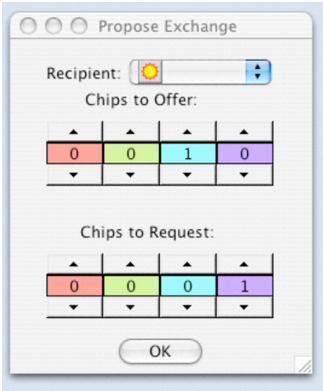 Propose Exchange
Recipient:
Chips to Offer:
0 0 1 0
Chips to Request:
0 0 0 1
OK